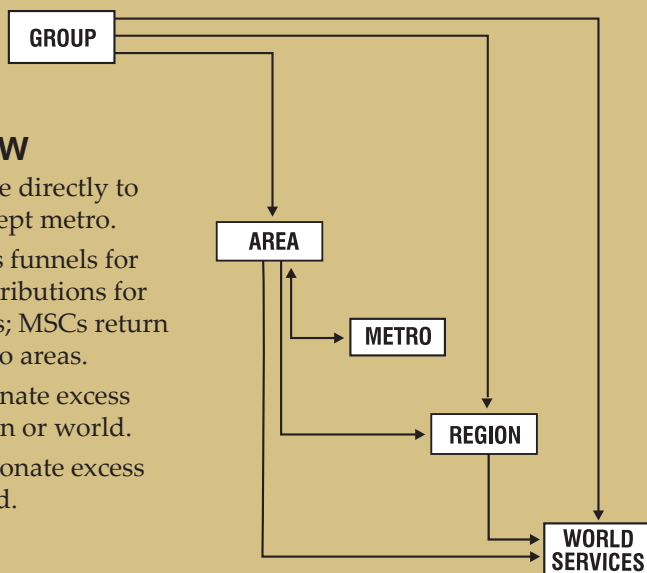 GROUP
W
e directly to
ept metro.
s funnels for
ributions for
s; MSCs return
o areas.
nate excess
n or world.
onate excess
d.
AREA
METRO
REGION
WORLD
SERVICES